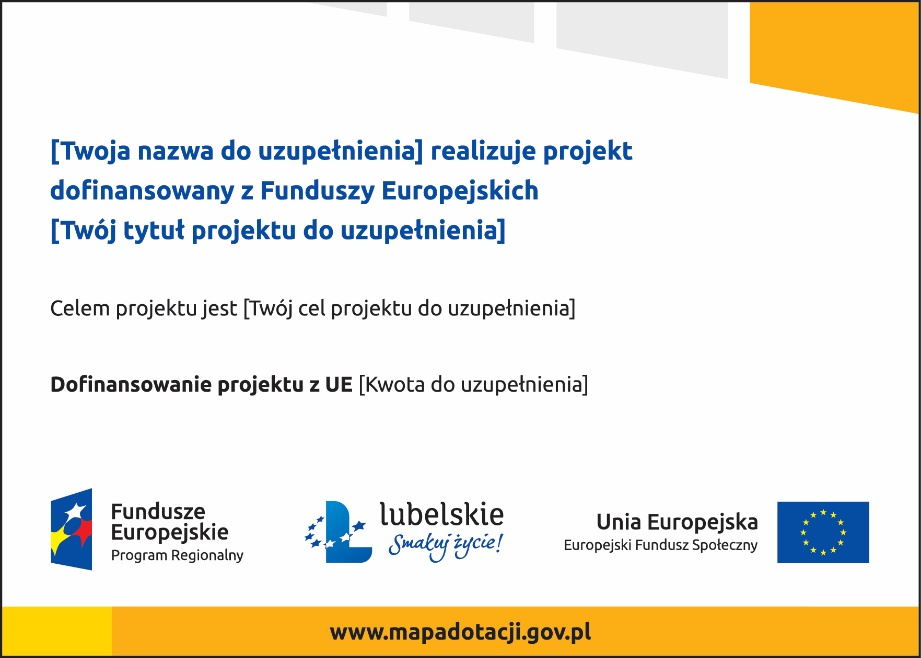 [Twoja nazwa do uzupełnienia] realizuje projekt
dofinansowany z Funduszy Europejskich
[Twój tytuł projektu do uzupełnienia]
Celem projektu jest [Twój cel projektu do uzupełnienia]
Dofinansowanie projektu z UE [Kwota do uzupełnienia]
Fundusze
Europejskie
Program Regionalny
lubelskie
Smakuj życie!
Unia Europejska
Europejski Fundusz Społeczny
www.mapadotacji.gov.pl